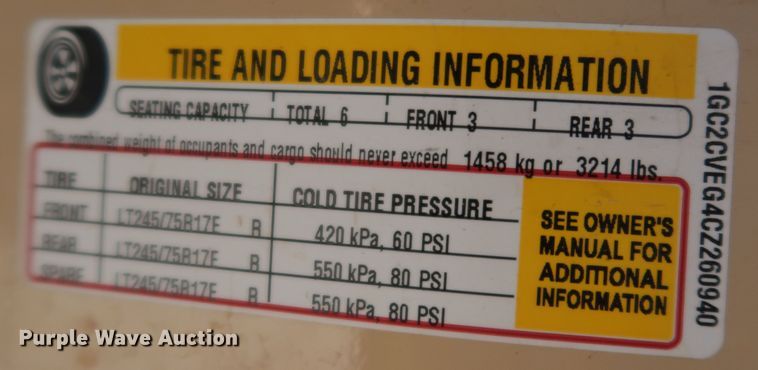 TIRE AND LOADING INFORMATION
SEATING CAPACITY TOTAL 6 FRONT 3 REAR 3
The combined weight of occupants and cargo should never exceed 1458 kg or 3214 lbs.
TIRE ORIGINAL SIZE COLD TIRE PRESSURE
FRONT LT245/75R17E R 420 kPa, 60 PSI
REAR LT245/75R17E R 550 kPa, 80 PSI
SPARE LT245/75R17E R 550 kPa, 80 PSI
SEE OWNER'S
MANUAL FOR
ADDITIONAL
INFORMATION
1GC2CVEG4CZ260940
Purple Wave Auction